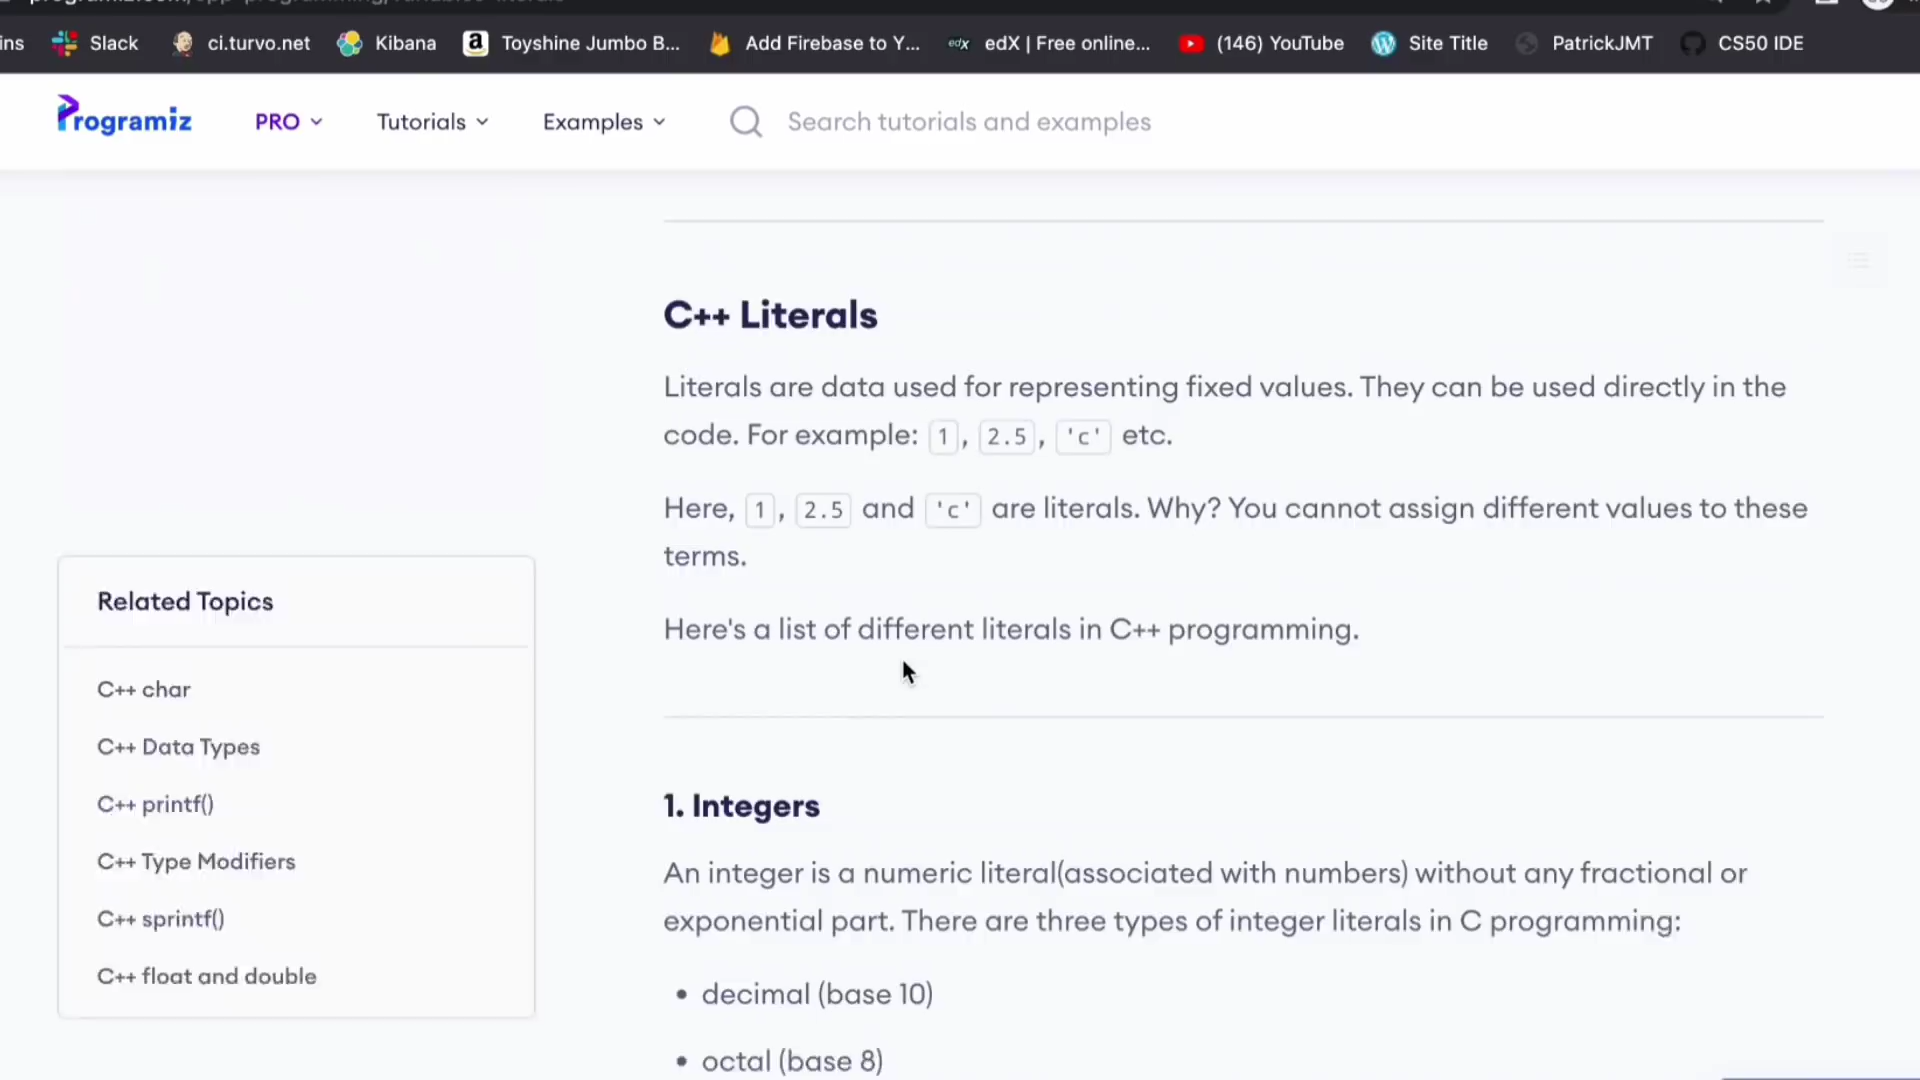 ins Slack ci.turvo.net Kibana Toyshine Jumbo B... Add Firebase to Y... edX | Free online... (146) YouTube Site Title PatrickJMT CS50 IDE
Programiz PRO Tutorials Examples Search tutorials and examples
C++ Literals
Literals are data used for representing fixed values. They can be used directly in the
code. For example: 1, 2.5, 'c' etc.
Here, 1, 2.5 and 'c' are literals. Why? You cannot assign different values to these
terms.
Here's a list of different literals in C++ programming.
Related Topics
C++ char
C++ Data Types
C++ printf()
C++ Type Modifiers
C++ sprintf()
C++ float and double
1. Integers
An integer is a numeric literal(associated with numbers) without any fractional or
exponential part. There are three types of integer literals in C programming:
• decimal (base 10)
• octal (base 8)